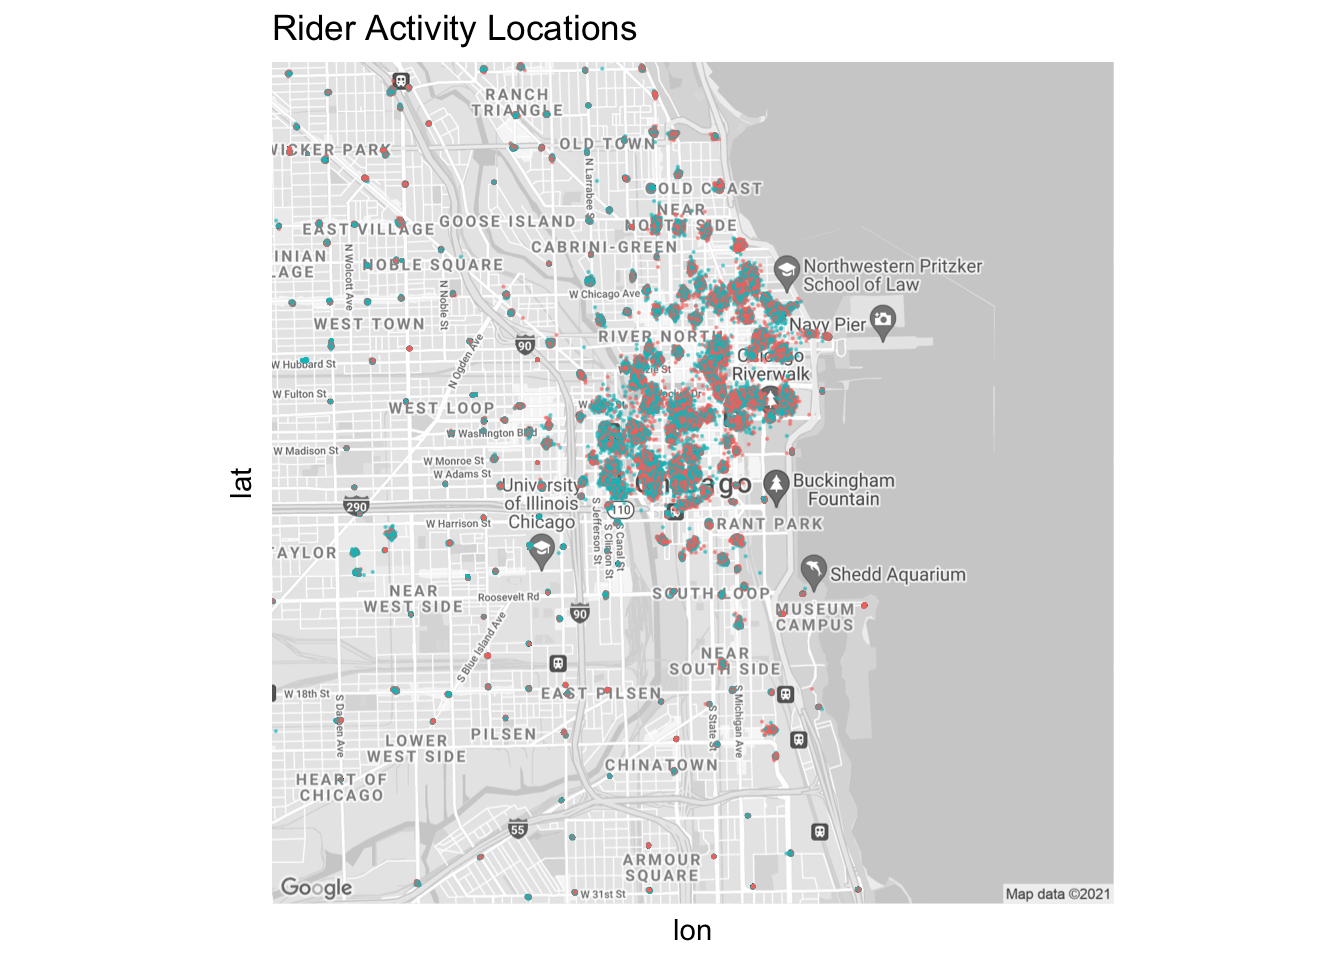 Rider Activity Locations
RANCH
TRIANGLE
OLD TOWN
WICKER PARK
N Larrabee S
GOLD COAST
NEAR
NORTH SIDE
EAST VILLAGE
GOOSE ISLAND
CABRINI-GREEN
INIAN
LAGE
N Wolcott Ave
NOBLE SQUARE
N Noble St
W Chicago Ave
Northwestern Pritzker
School of Law
WEST TOWN
RIVER NORTH
Navy Pier
90
N Ogden Ave
Chicago
Riverwalk
W Hubbard St
W Fulton St
WEST LOOP
W Washington Blvd
W Madison St
W Monroe St
W Adams St
University
of Illinois
Chicago
Chicago
Buckingham
Fountain
290
110
W Harrison St
GRANT PARK
S Jefferson St
S Clinton St
S Canal St
TAYLOR
Shedd Aquarium
NEAR
WEST SIDE
Roosevelt Rd
SOUTH LOOP
MUSEUM
CAMPUS
90
S Blue Island Ave
NEAR
SOUTH SIDE
W 18th St
EAST PILSEN
S Damen Ave
S State St
S Michigan Ave
LOWER
WEST SIDE
PILSEN
CHINATOWN
HEART OF
CHICAGO
55
ARMOUR
SQUARE
Google
W 31st St
Map data ©2021
lat
lon